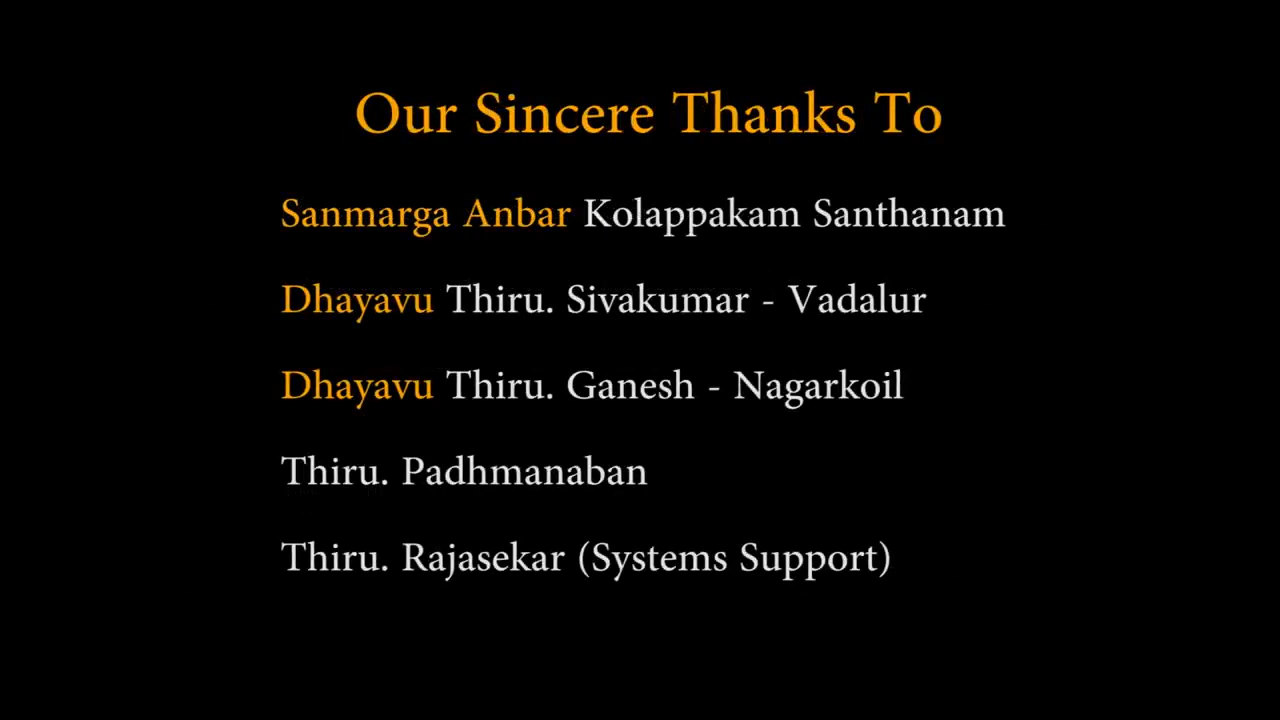 Our Sincere Thanks To
Sanmarga Anbar Kolappakam Santhanam
Dhayavu Thiru. Sivakumar - Vadalur
Dhayavu Thiru. Ganesh - Nagarkoil
Thiru. Padhmanaban
Thiru. Rajasekar (Systems Support)